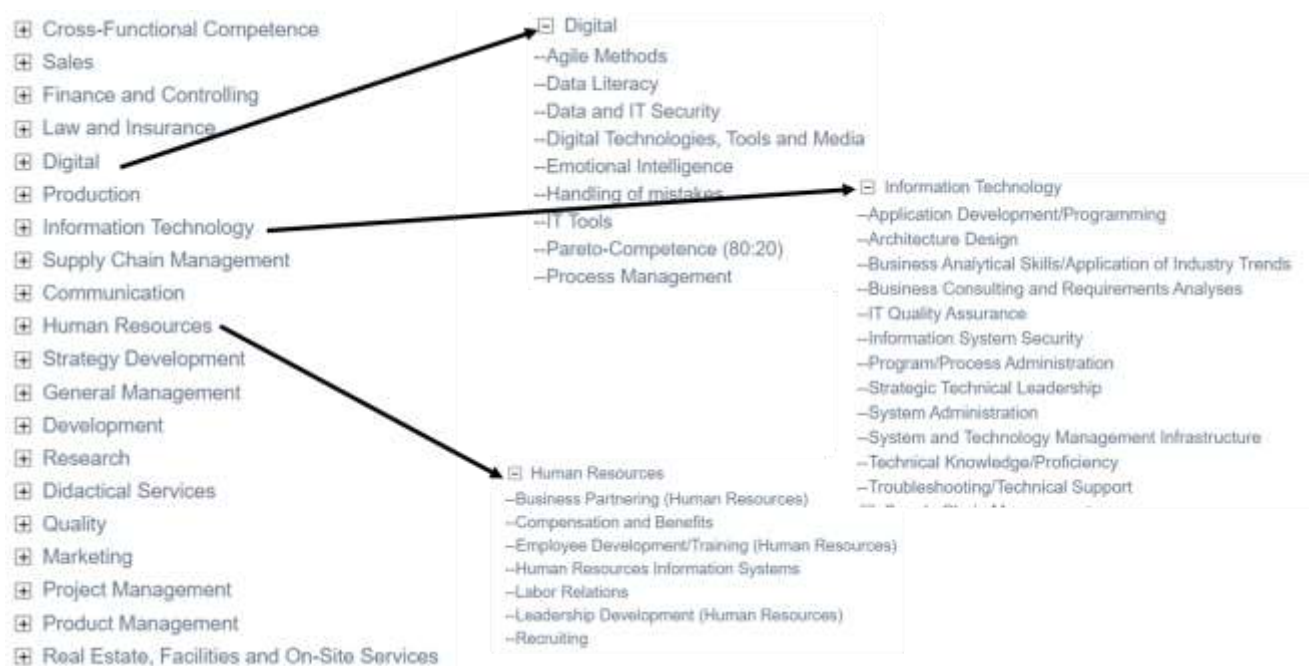 Cross-Functional Competence
Sales
Finance and Controlling
Law and Insurance
Digital
Production
Information Technology
Supply Chain Management
Communication
Human Resources
Strategy Development
General Management
Development
Research
Didactical Services
Quality
Marketing
Project Management
Product Management
Real Estate, Facilities and On-Site Services
Digital
--Agile Methods
--Data Literacy
--Data and IT Security
--Digital Technologies, Tools and Media
--Emotional Intelligence
--Handling of mistakes
--IT Tools
--Pareto-Competence (80:20)
--Process Management
Information Technology
--Application Development/Programming
--Architecture Design
--Business Analytical Skills/Application of Industry Trends
--Business Consulting and Requirements Analyses
--IT Quality Assurance
--Information System Security
--Program/Process Administration
--Strategic Technical Leadership
--System Administration
--System and Technology Management Infrastructure
--Technical Knowledge/Proficiency
--Troubleshooting/Technical Support
Human Resources
--Business Partnering (Human Resources)
--Compensation and Benefits
--Employee Development/Training (Human Resources)
--Human Resources Information Systems
--Labor Relations
--Leadership Development (Human Resources)
--Recruiting